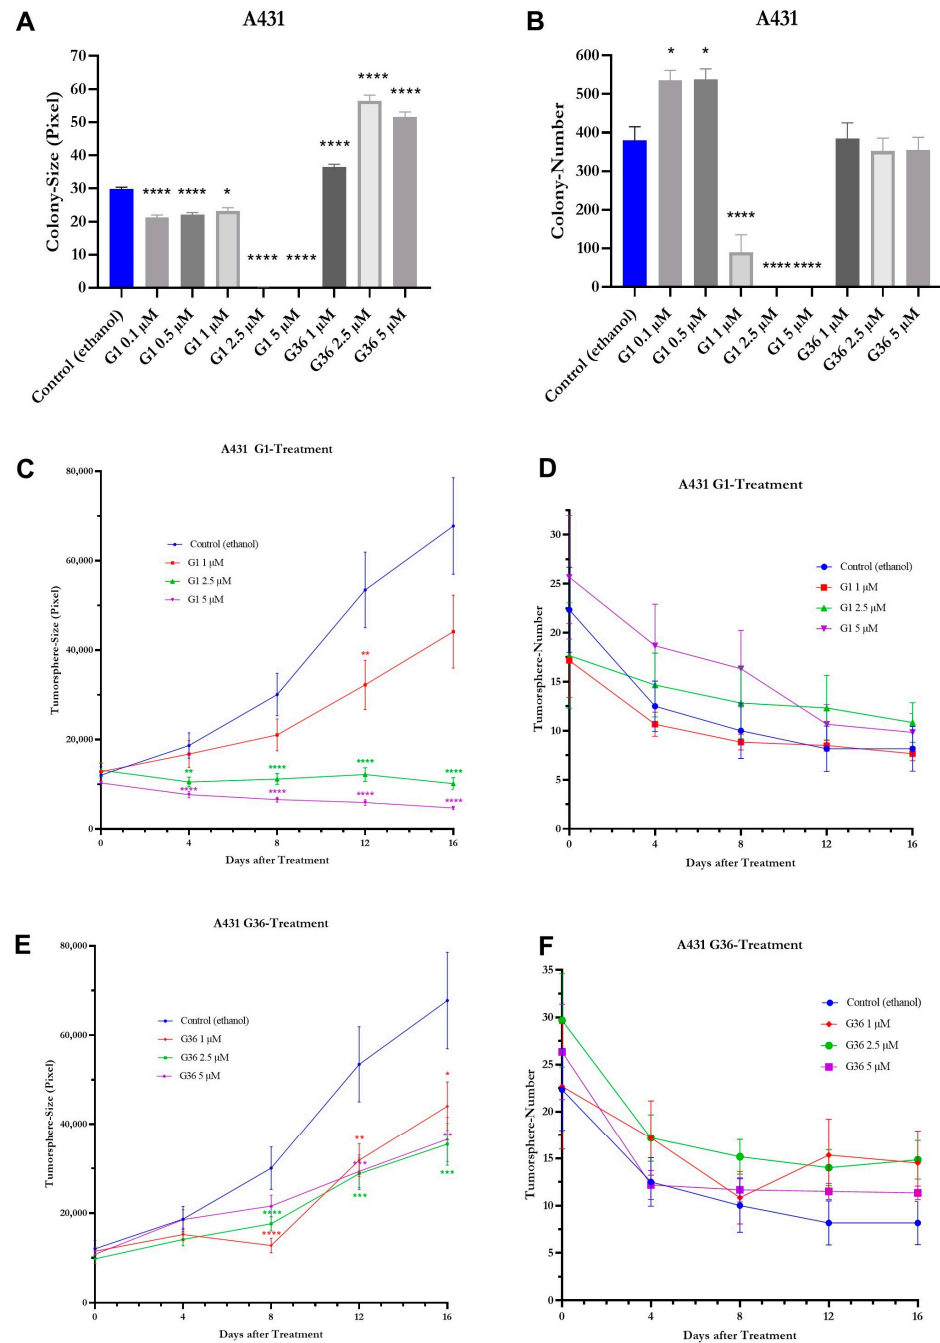 A
A431
Colony-Size (Pixel)
70
60
50
40
30
20
10
0
****
****
*
****
****
****
****
****
Control (ethanol)
G1 0.1 µM
G1 0.5 µM
G1 1 µM
G1 2.5 µM
G1 5 µM
G36 1 µM
G36 2.5 µM
G36 5 µM
B
A431
Colony-Number
600
500
400
300
200
100
0
*
*
****
****
****
Control (ethanol)
G1 0.1 µM
G1 0.5 µM
G1 1 µM
G1 2.5 µM
G1 5 µM
G36 1 µM
G36 2.5 µM
G36 5 µM
C
A431 G1-Treatment
Tumorsphere-Size (Pixel)
80,000
60,000
40,000
20,000
0
Control (ethanol)
G1 1 µM
G1 2.5 µM
G1 5 µM
**
**
****
****
****
****
****
****
****
0
4
8
12
16
Days after Treatment
D
A431 G1-Treatment
Tumorsphere-Number
30
25
20
15
10
5
0
Control (ethanol)
G1 1 µM
G1 2.5 µM
G1 5 µM
0
4
8
12
16
Days after Treatment
E
A431 G36-Treatment
Tumorsphere-Size (Pixel)
80,000
60,000
40,000
20,000
0
Control (ethanol)
G36 1 µM
G36 2.5 µM
G36 5 µM
*
**
**
***
***
***
****
****
0
4
8
12
16
Days after Treatment
F
A431 G36-Treatment
Tumorsphere-Number
35
30
25
20
15
10
5
0
Control (ethanol)
G36 1 µM
G36 2.5 µM
G36 5 µM
0
4
8
12
16
Days after Treatment